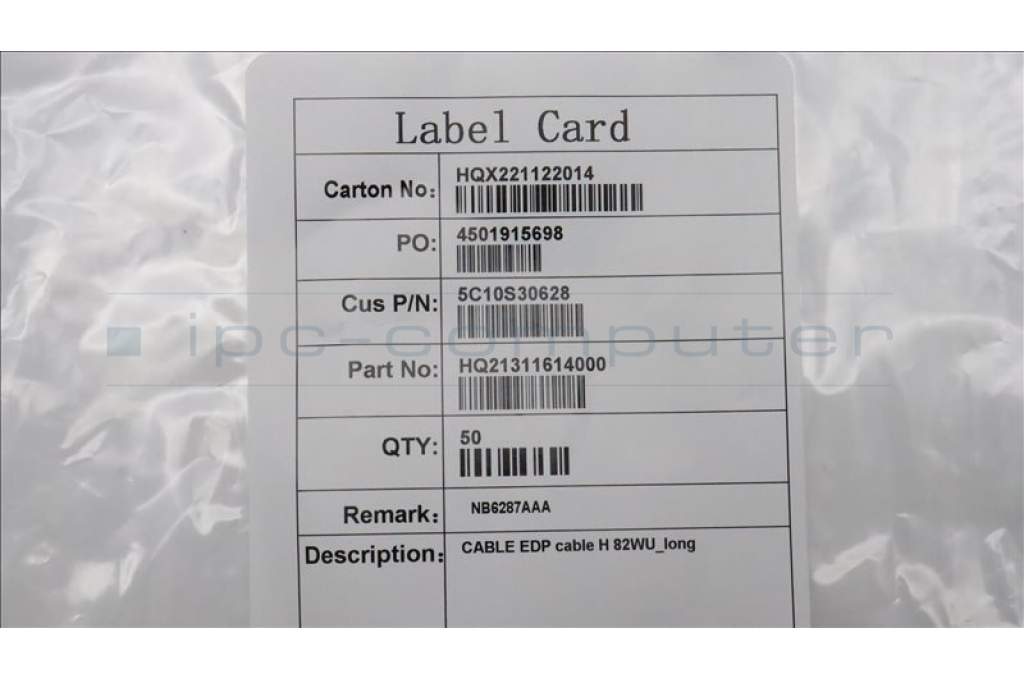 Label Card
Carton No: HQX221122014
PO: 4501915698
Cus P/N: 5C10S30628
ipc-computer
Part No: HQ21311614000
QTY: 50
Remark: NB6287AAA
Description: CABLE EDP cable H 82WU_long